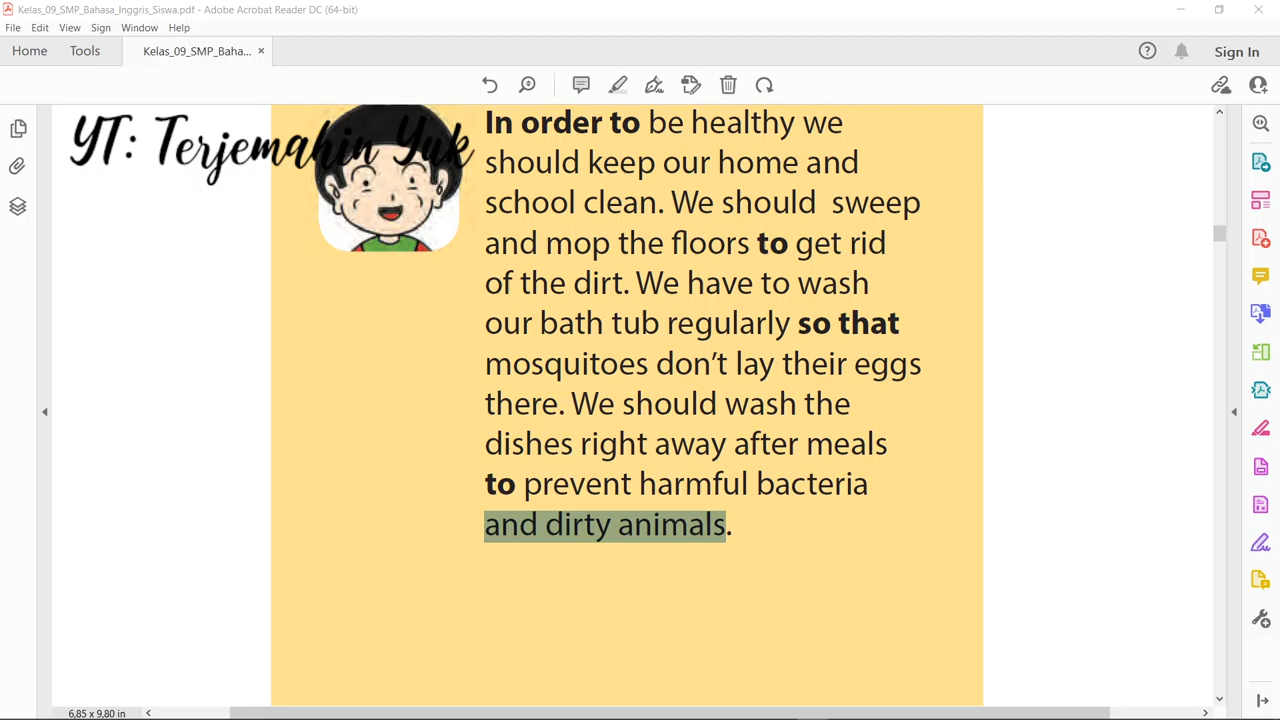 Kelas_09_SMP_Bahasa_Inggris_Siswa.pdf - Adobe Acrobat Reader DC (64-bit)
File Edit View Sign Window Help
Home Tools Kelas_09_SMP_Baha... × Sign In
YT: Terjemahin Yuk
In order to be healthy we
should keep our home and
school clean. We should sweep
and mop the floors to get rid
of the dirt. We have to wash
our bath tub regularly so that
mosquitoes don't lay their eggs
there. We should wash the
dishes right away after meals
to prevent harmful bacteria
and dirty animals.
6,85 x 9,80 in